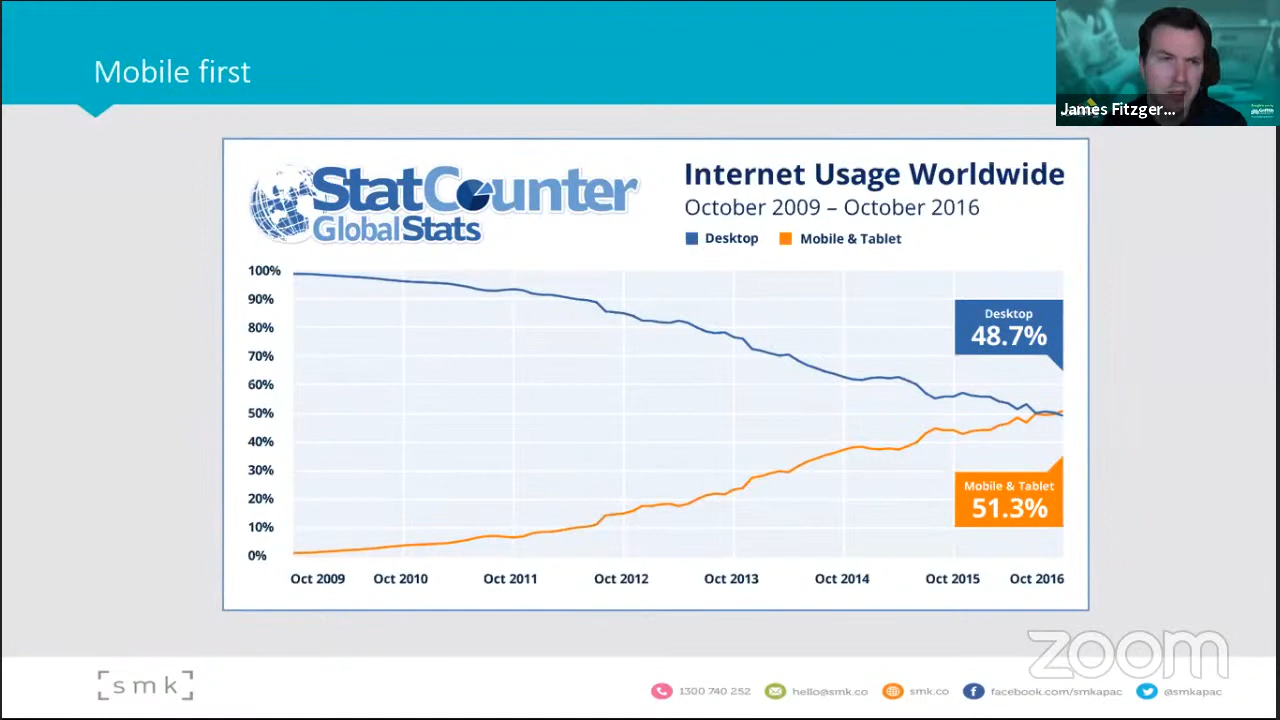 Mobile first
James Fitzger...
StatCounter
GlobalStats
Internet Usage Worldwide
October 2009 – October 2016
Desktop
Mobile & Tablet
100%
90%
80%
70%
60%
50%
40%
30%
20%
10%
0%
Desktop
48.7%
Mobile & Tablet
51.3%
Oct 2009
Oct 2010
Oct 2011
Oct 2012
Oct 2013
Oct 2014
Oct 2015
Oct 2016
zoom
[smk]
1300 740 252
hello@smk.co
smk.co
facebook.com/smkapac
@smkapac